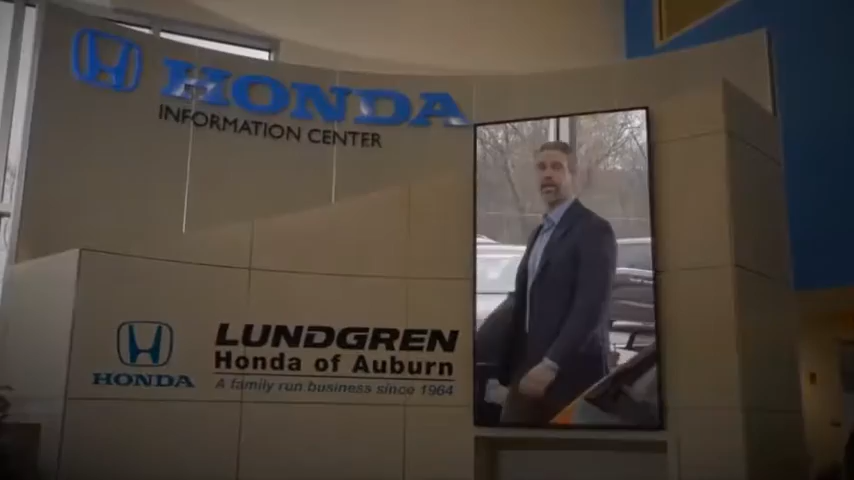 HONDA
INFORMATION CENTER
HONDA
LUNDGREN
Honda of Auburn
A family run business since 1964